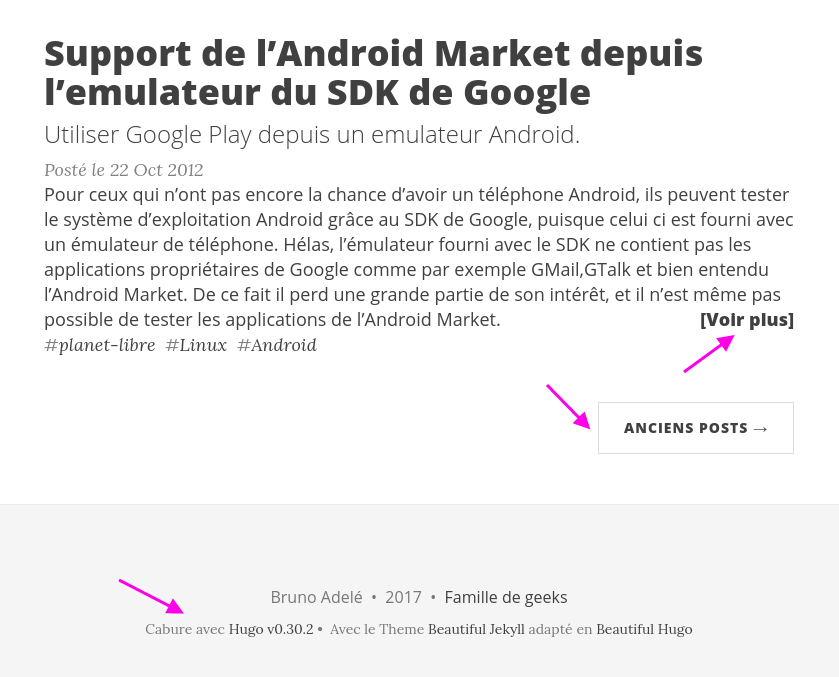 Support de l’Android Market depuis
l’emulateur du SDK de Google
Utiliser Google Play depuis un emulateur Android.
Posté le 22 Oct 2012
Pour ceux qui n’ont pas encore la chance d’avoir un téléphone Android, ils peuvent tester
le système d’exploitation Android grâce au SDK de Google, puisque celui ci est fourni avec
un émulateur de téléphone. Hélas, l’émulateur fourni avec le SDK ne contient pas les
applications propriétaires de Google comme par exemple GMail,GTalk et bien entendu
l’Android Market. De ce fait il perd une grande partie de son intérêt, et il n’est même pas
possible de tester les applications de l’Android Market. [Voir plus]
#planet-libre #Linux #Android
ANCIENS POSTS →
Bruno Adelé • 2017 • Famille de geeks
Cabure avec Hugo v0.30.2 • Avec le Theme Beautiful Jekyll adapté en Beautiful Hugo